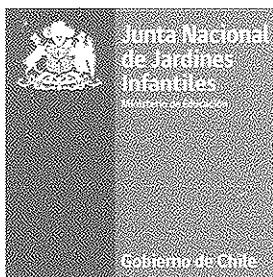 Junta Nacional
de Jardines
Infantiles
Ministerio de Educación
Gobierno de Chile